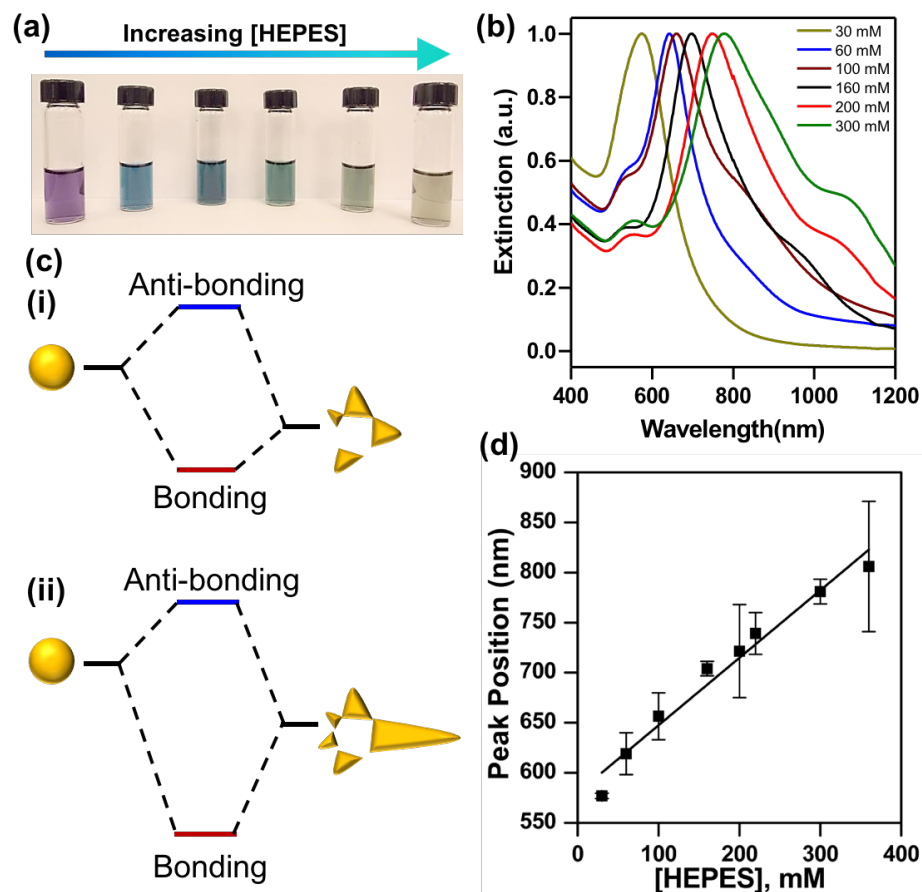 (a)
Increasing [HEPES]
(b)
1.0
0.8
0.6
0.4
0.2
0.0
Extinction (a.u.)
30 mM
60 mM
100 mM
160 mM
200 mM
300 mM
400 600 800 1000 1200
Wavelength(nm)
(c)
(i)
Anti-bonding
Bonding
(ii)
Anti-bonding
Bonding
(d)
900
850
800
750
700
650
600
550
Peak Position (nm)
0 100 200 300 400
[HEPES], mM